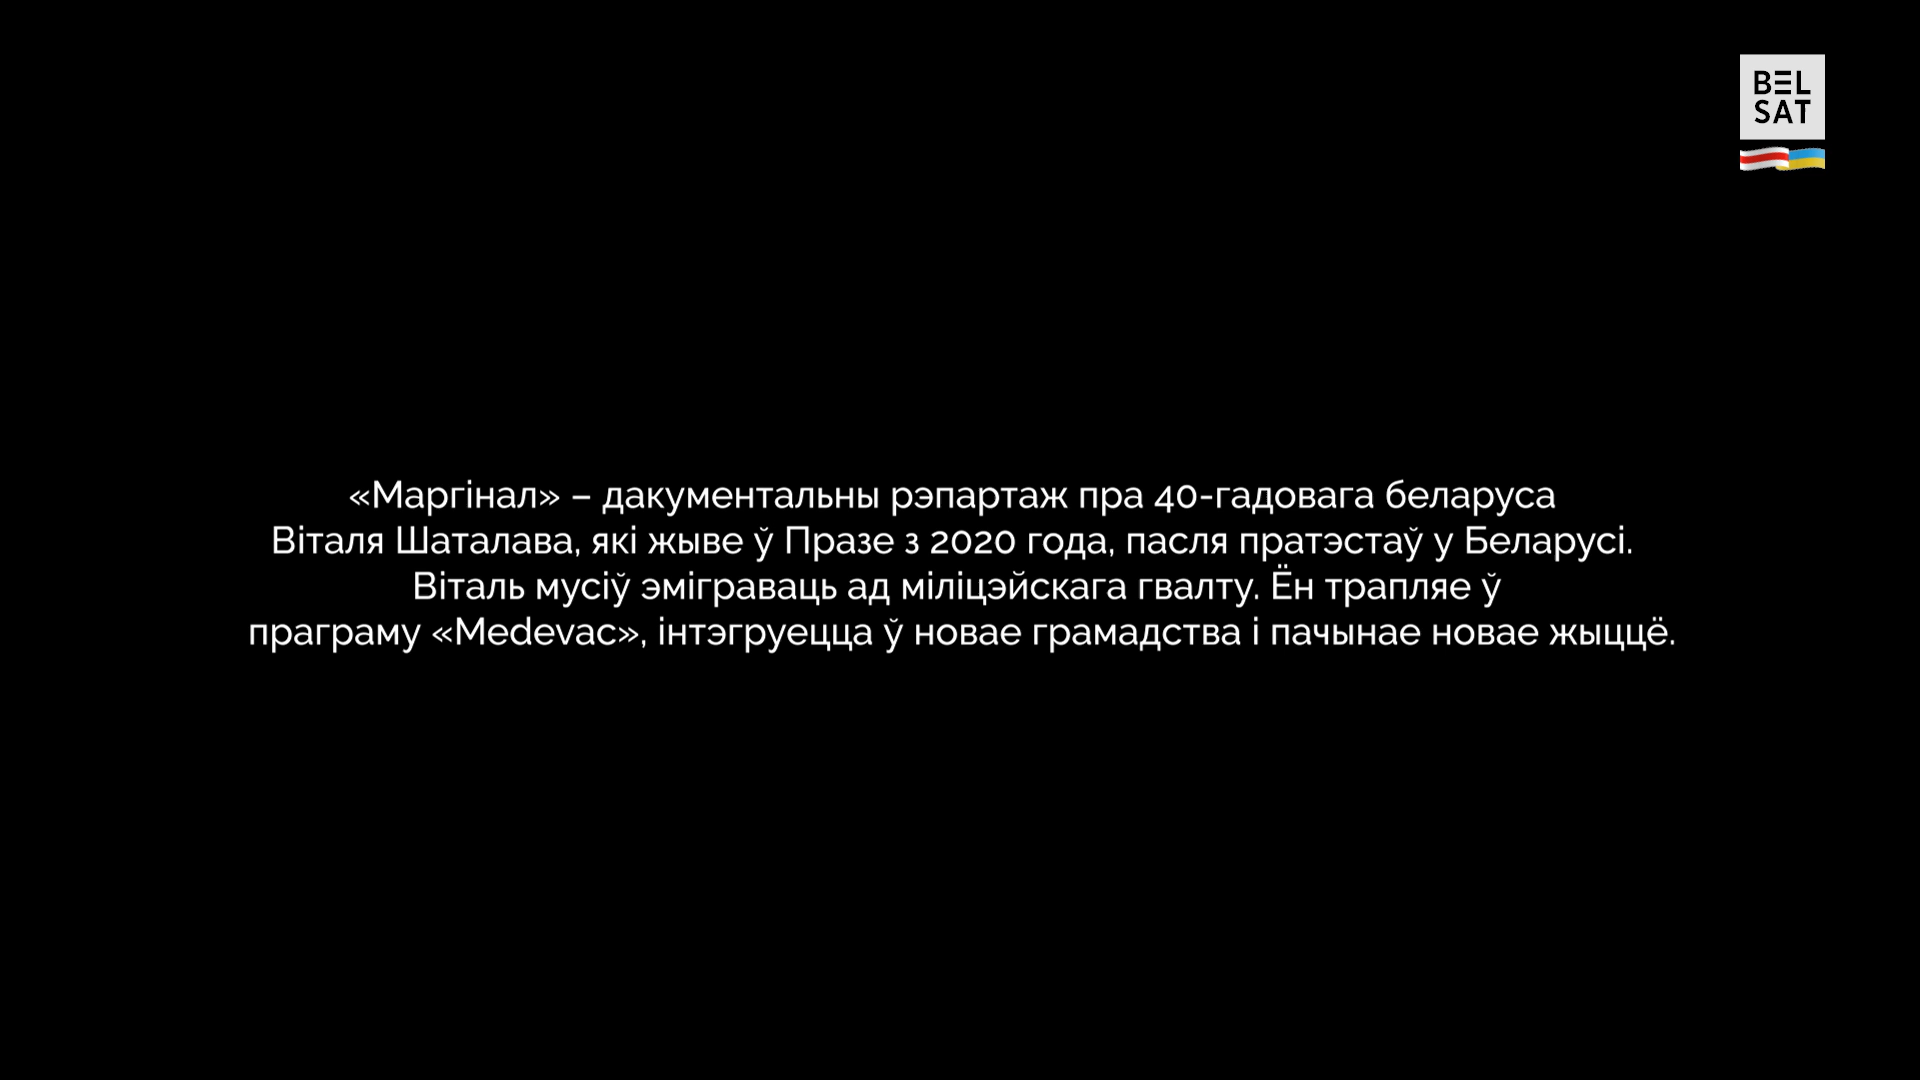 BEL
SAT
«Маргінал» – дакументальны рэпартаж пра 40-гадовага беларуса
Віталя Шаталава, які жыве ў Празе з 2020 года, пасля пратэстаў у Беларусі.
Віталь мусіў эміграваць ад міліцэйскага гвалту. Ён трапляе ў
праграму «Medevac», інтэгруецца ў новае грамадства і пачынае новае жыццё.